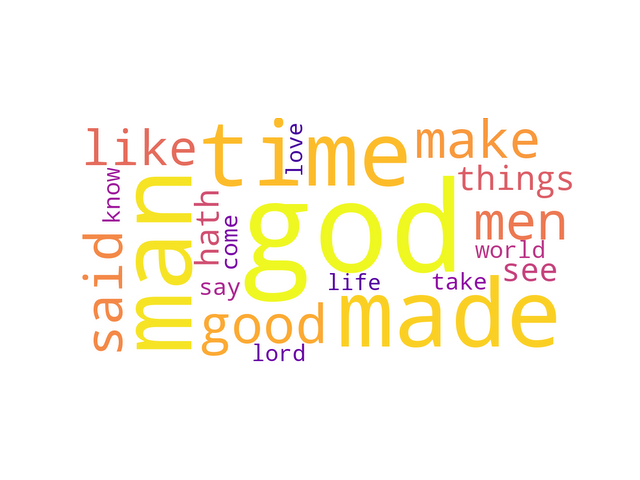 like
time
love
make
know
things
man
hath
god
men
said
come
world
see
say
life
take
good
made
lord